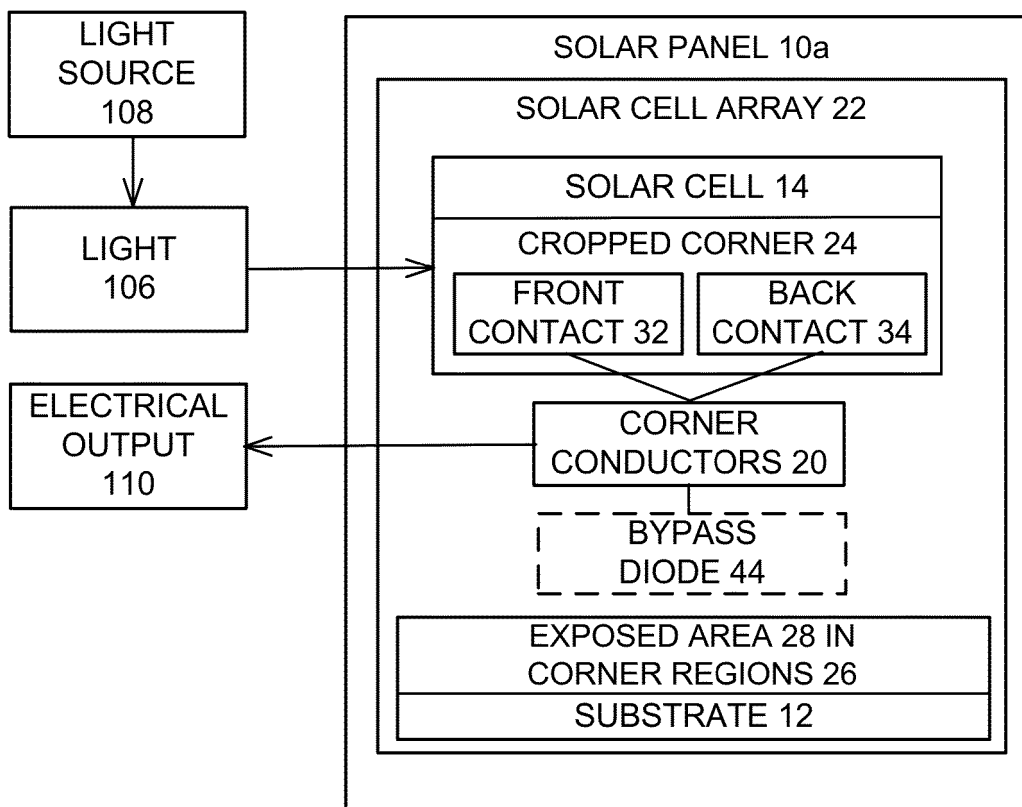 LIGHT
SOURCE
108
LIGHT
106
ELECTRICAL
OUTPUT
110
SOLAR PANEL 10a
SOLAR CELL ARRAY 22
SOLAR CELL 14
CROPPED CORNER 24
FRONT
CONTACT 32
BACK
CONTACT 34
CORNER
CONDUCTORS 20
BYPASS
DIODE 44
EXPOSED AREA 28 IN
CORNER REGIONS 26
SUBSTRATE 12